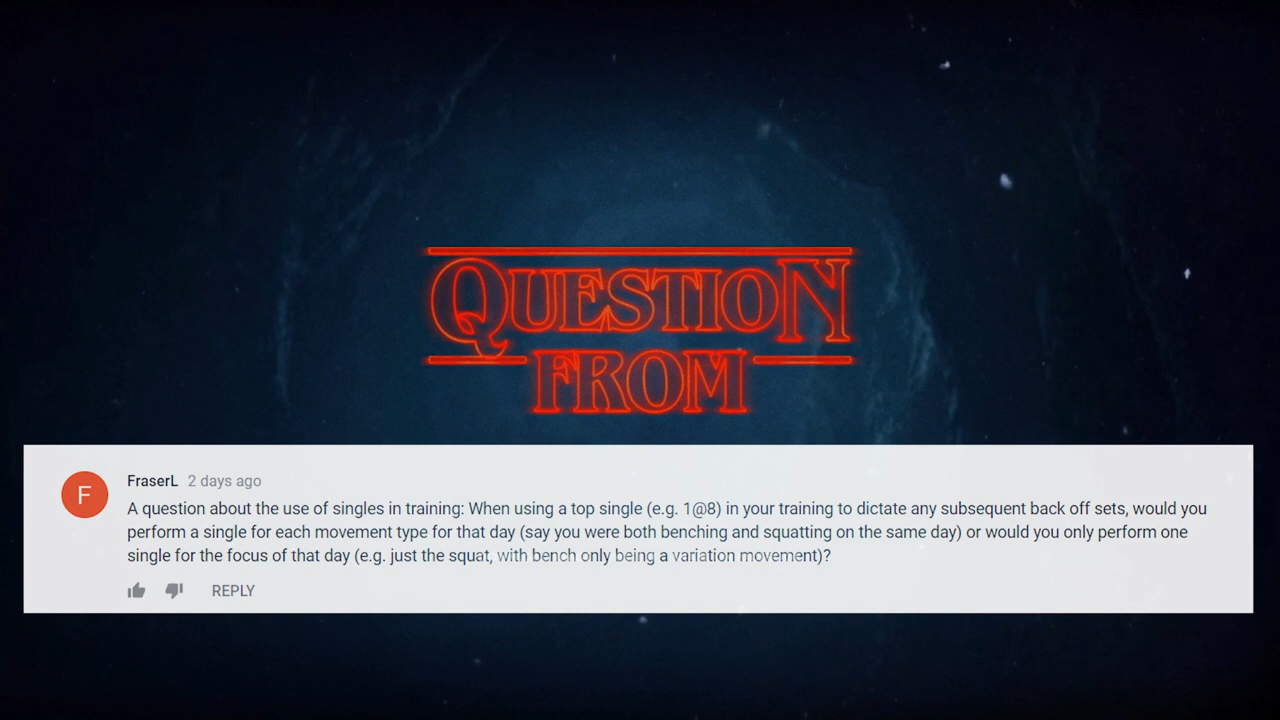 QUESTION
FROM
F
FraserL 2 days ago
A question about the use of singles in training: When using a top single (e.g. 1@8) in your training to dictate any subsequent back off sets, would you
perform a single for each movement type for that day (say you were both benching and squatting on the same day) or would you only perform one
single for the focus of that day (e.g. just the squat, with bench only being a variation movement)?
REPLY